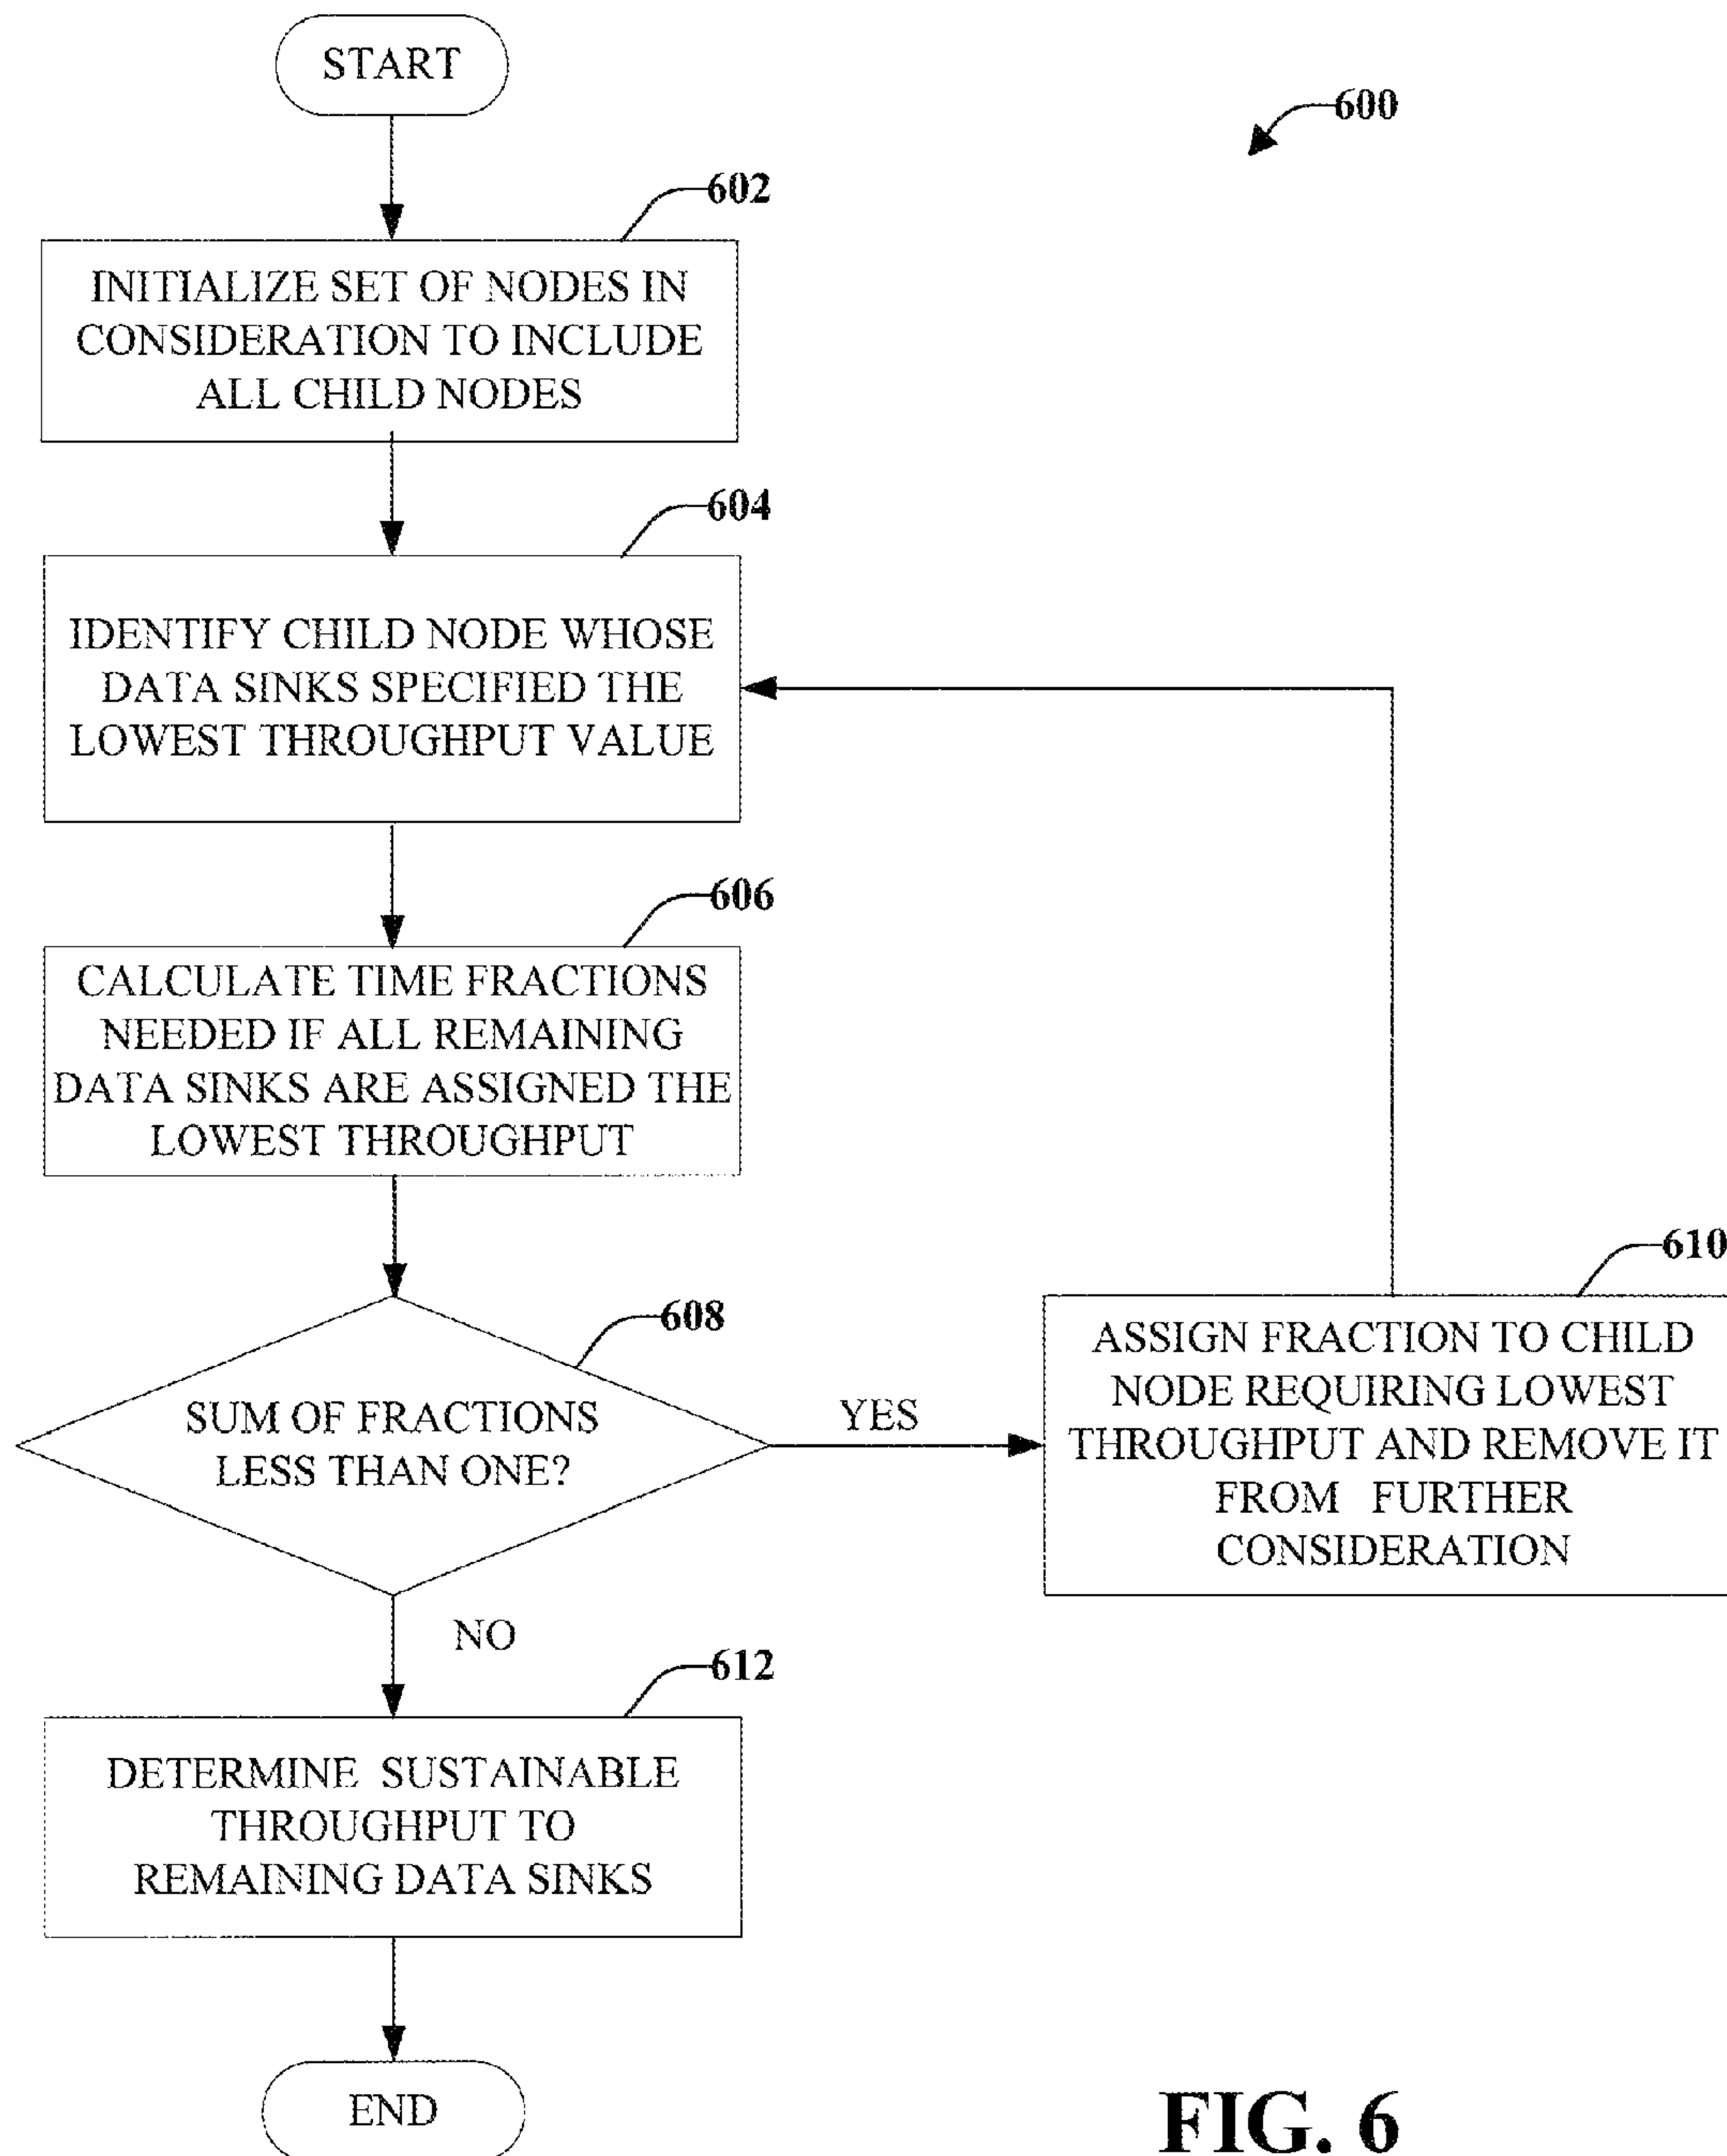 START
600
602
INITIALIZE SET OF NODES IN
CONSIDERATION TO INCLUDE
ALL CHILD NODES
604
IDENTIFY CHILD NODE WHOSE
DATA SINKS SPECIFIED THE
LOWEST THROUGHPUT VALUE
606
CALCULATE TIME FRACTIONS
NEEDED IF ALL REMAINING
DATA SINKS ARE ASSIGNED THE
LOWEST THROUGHPUT
608
SUM OF FRACTIONS
LESS THAN ONE?
YES
610
ASSIGN FRACTION TO CHILD
NODE REQUIRING LOWEST
THROUGHPUT AND REMOVE IT
FROM FURTHER
CONSIDERATION
NO
612
DETERMINE SUSTAINABLE
THROUGHPUT TO
REMAINING DATA SINKS
END
FIG. 6